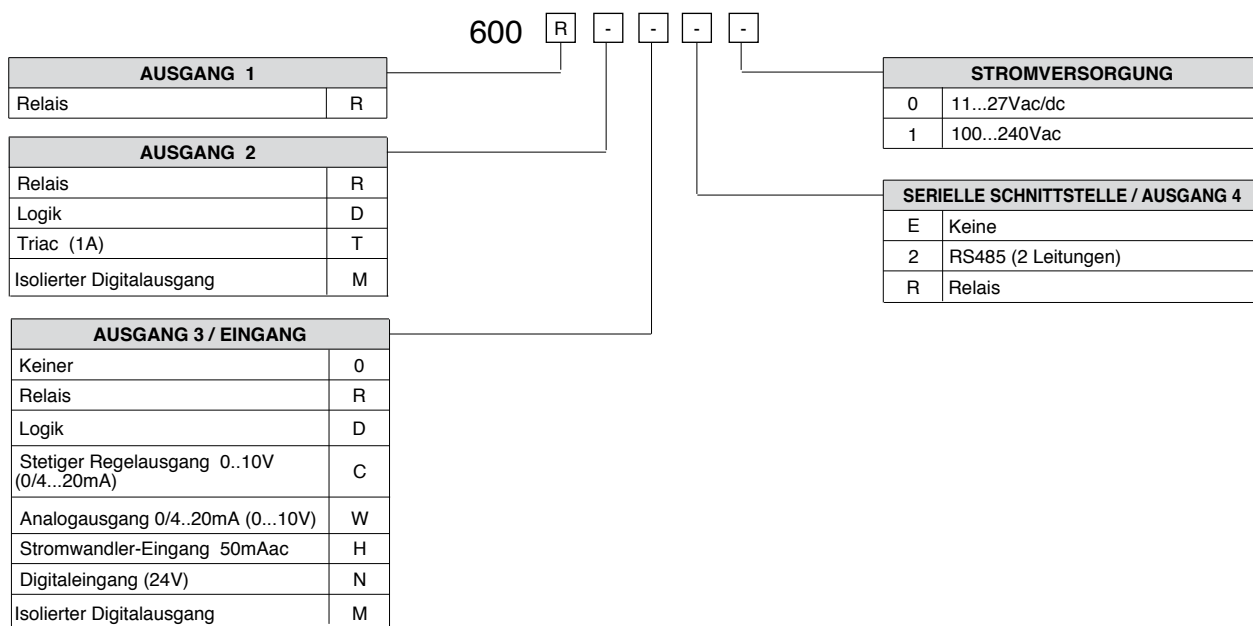 600 R - - - -
AUSGANG 1
Relais R
AUSGANG 2
Relais R
Logik D
Triac (1A) T
Isolierter Digitalausgang M
AUSGANG 3 / EINGANG
Keiner 0
Relais R
Logik D
Stetiger Regelausgang 0..10V
(0/4...20mA) C
Analogausgang 0/4..20mA (0...10V) W
Stromwandler-Eingang 50mAac H
Digitaleingang (24V) N
Isolierter Digitalausgang M
STROMVERSORGUNG
0 11...27Vac/dc
1 100...240Vac
SERIELLE SCHNITTSTELLE / AUSGANG 4
E Keine
2 RS485 (2 Leitungen)
R Relais